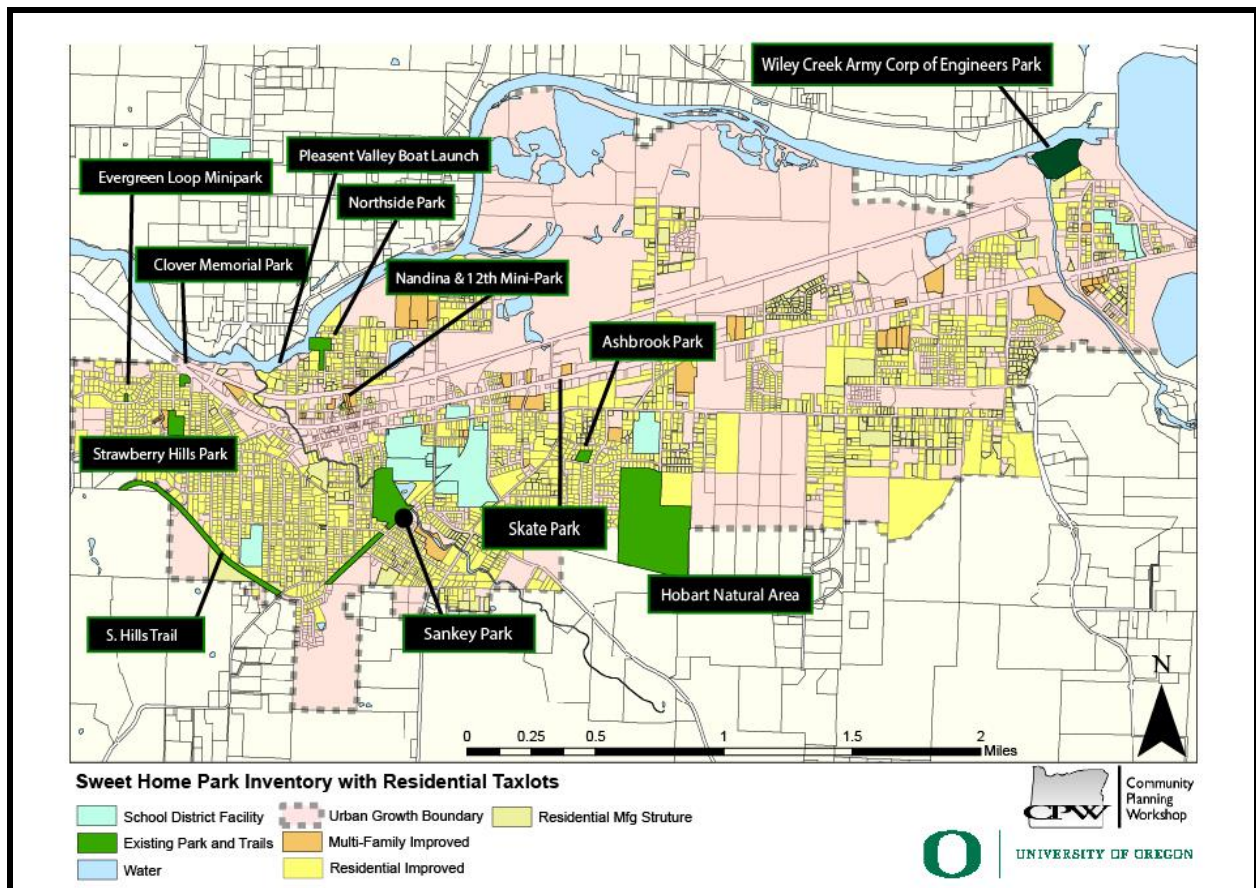 Wiley Creek Army Corp of Engineers Park
Pleasent Valley Boat Launch
Evergreen Loop Minipark
Northside Park
Clover Memorial Park
Nandina & 12th Mini-Park
Ashbrook Park
Strawberry Hills Park
Skate Park
Hobart Natural Area
S. Hills Trail
Sankey Park
N
0 0.25 0.5 1 1.5 2
Miles
Sweet Home Park Inventory with Residential Taxlots
School District Facility
Urban Growth Boundary
Residential Mfg Struture
Existing Park and Trails
Multi-Family Improved
Water
Residential Improved
CPW
Community
Planning
Workshop
O
UNIVERSITY OF OREGON